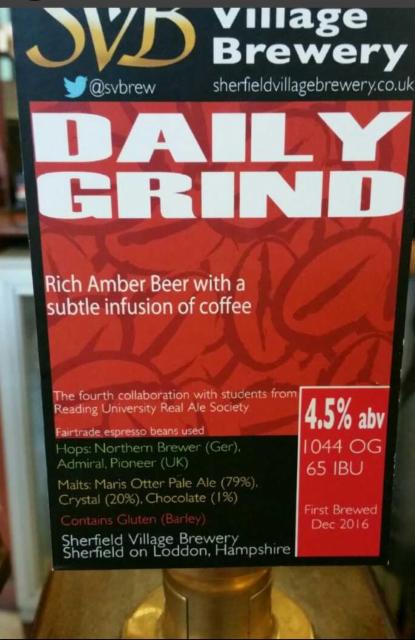 SVB Village
Brewery
@svbrew sherfieldvillagebrewery.co.uk
DAILY
GRIND
Rich Amber Beer with a
subtle infusion of coffee
The fourth collaboration with students from
Reading University Real Ale Society
Fairtrade espresso beans used
Hops: Northern Brewer (Ger),
Admiral, Pioneer (UK)
Malts: Maris Otter Pale Ale (79%),
Crystal (20%), Chocolate (1%)
Contains Gluten (Barley)
Sherfield Village Brewery
Sherfield on Loddon, Hampshire
4.5% abv
1044 OG
65 IBU
First Brewed
Dec 2016